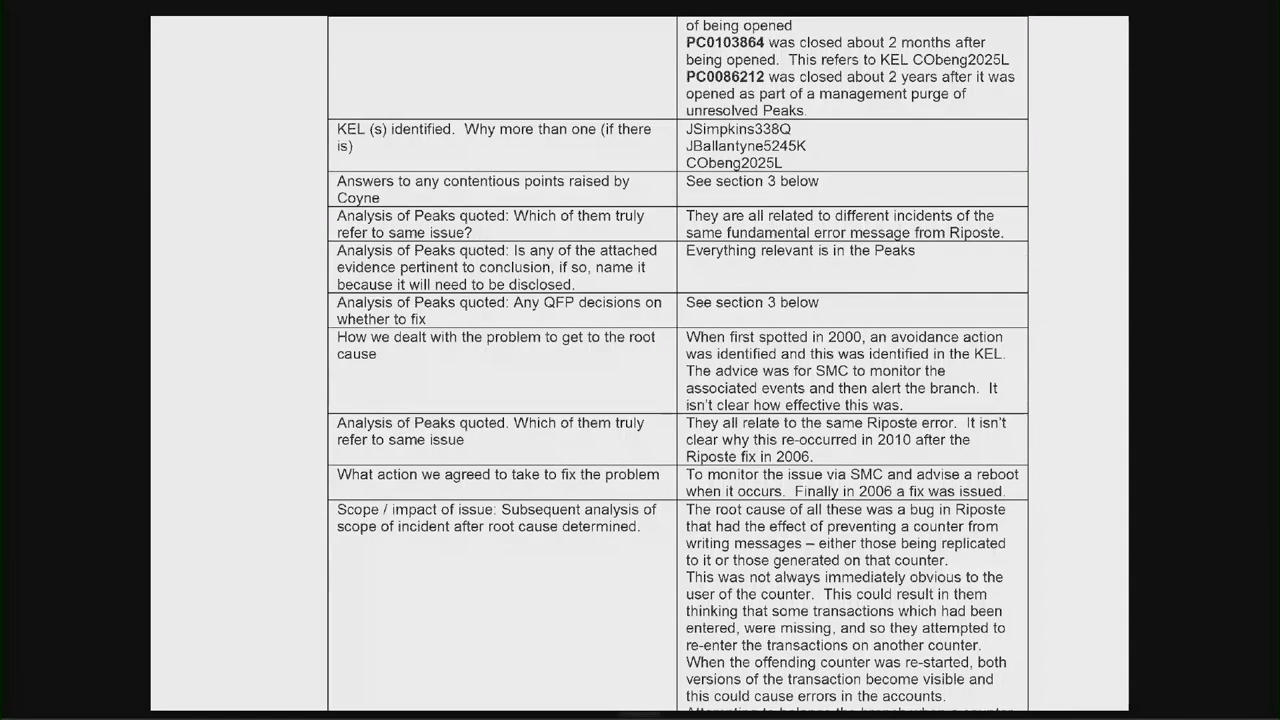 of being opened
PC0103864 was closed about 2 months after
being opened. This refers to KEL CObeng2025L
PC0086212 was closed about 2 years after it was
opened as part of a management purge of
unresolved Peaks.
KEL (s) identified. Why more than one (if there
is)
JSimpkins338Q
JBallantyne5245K
CObeng2025L
Answers to any contentious points raised by
Coyne
See section 3 below
Analysis of Peaks quoted: Which of them truly
refer to same issue?
They are all related to different incidents of the
same fundamental error message from Riposte.
Analysis of Peaks quoted: Is any of the attached
evidence pertinent to conclusion, if so, name it
because it will need to be disclosed.
Everything relevant is in the Peaks
Analysis of Peaks quoted: Any QFP decisions on
whether to fix
See section 3 below
How we dealt with the problem to get to the root
cause
When first spotted in 2000, an avoidance action
was identified and this was identified in the KEL.
The advice was for SMC to monitor the
associated events and then alert the branch. It
isn't clear how effective this was.
Analysis of Peaks quoted. Which of them truly
refer to same issue
They all relate to the same Riposte error. It isn't
clear why this re-occurred in 2010 after the
Riposte fix in 2006.
What action we agreed to take to fix the problem
To monitor the issue via SMC and advise a reboot
when it occurs. Finally in 2006 a fix was issued.
Scope / impact of issue: Subsequent analysis of
scope of incident after root cause determined.
The root cause of all these was a bug in Riposte
that had the effect of preventing a counter from
writing messages – either those being replicated
to it or those generated on that counter.
This was not always immediately obvious to the
user of the counter. This could result in them
thinking that some transactions which had been
entered, were missing, and so they attempted to
re-enter the transactions on another counter.
When the offending counter was re-started, both
versions of the transaction become visible and
this could cause errors in the accounts.